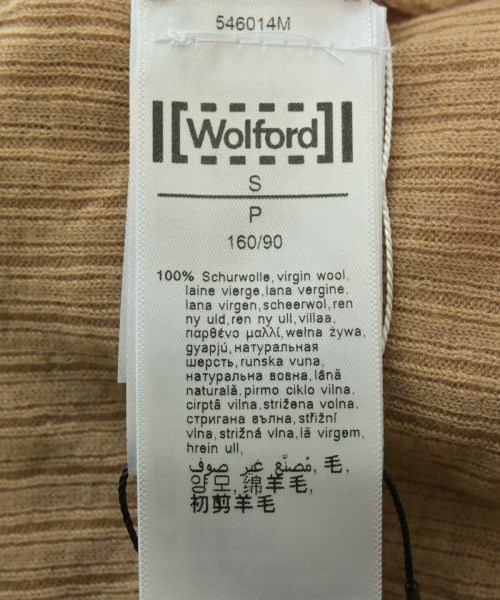 546014M
Wolford
S
P
160/90
100% Schurwolle, virgin wool,
laine vierge, lana vergine,
lana virgen, scheerwol, ren
ny uld, ren ny ull, villaa,
παρθένο μαλλί, wełna żywa,
gyapjú, натуральная
шерсть, runska vuna,
натуральна вовна, lână
naturală, pirmo ciklo vilna,
cirptā vilna, strižena volna,
стригана вълна, střižní
vlna, strižná vlna, lã virgem,
hrein ull,
مُصنّع غير صوف, 毛,
양모, 绵羊毛,
初剪羊毛